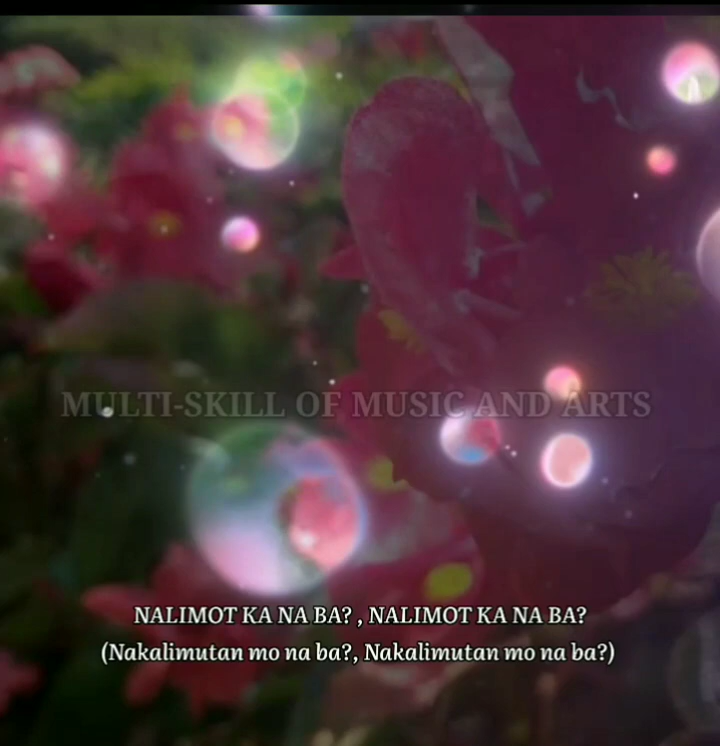 MULTI-SKILL OF MUSIC AND ARTS
NALIMOT KA NA BA? , NALIMOT KA NA BA?
(Nakalimutan mo na ba?, Nakalimutan mo na ba?)